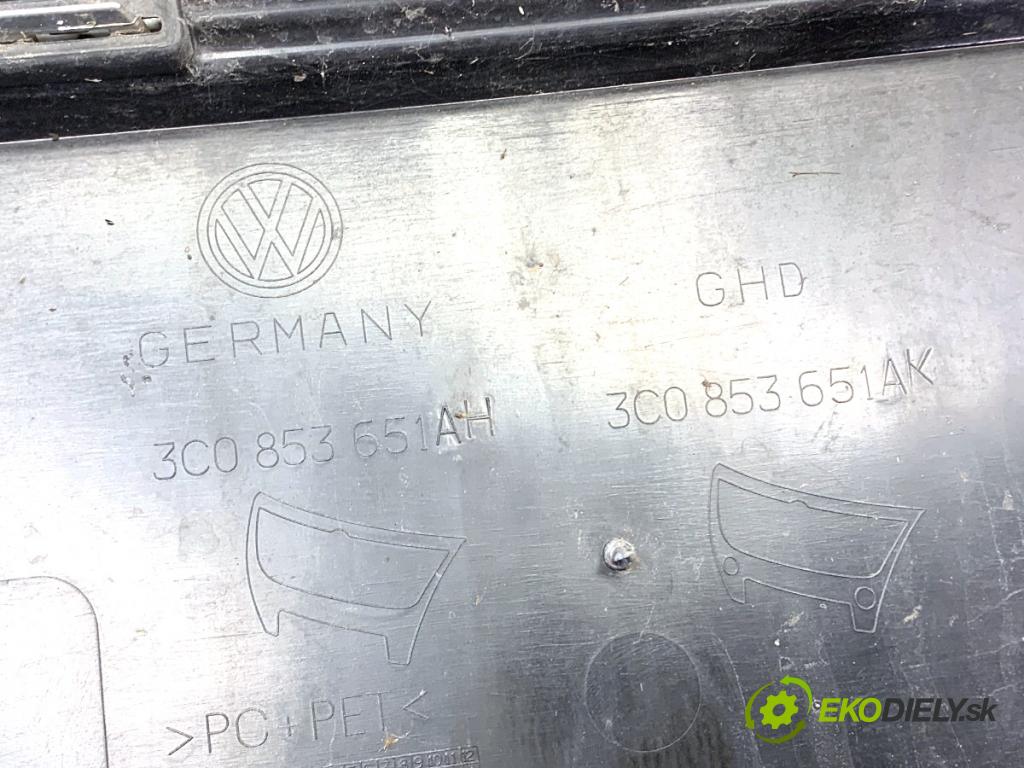 GERMANY
GHD
3C0 853 651AH
3C0 853 651AK
>PC+PET<
EKODIELY.sk